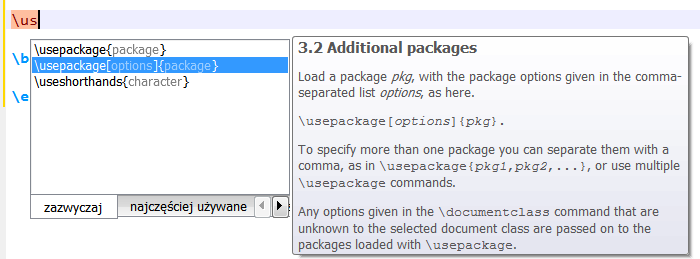 \us
\b
\e
\usepackage{package}
\usepackage[options]{package}
\useshorthands{character}
zazwyczaj
najczęściej używane
3.2 Additional packages
Load a package pkg, with the package options given in the comma-
separated list options, as here.
\usepackage[options]{pkg}.
To specify more than one package you can separate them with a
comma, as in \usepackage{pkg1,pkg2,...}, or use multiple
\usepackage commands.
Any options given in the \documentclass command that are
unknown to the selected document class are passed on to the
packages loaded with \usepackage.